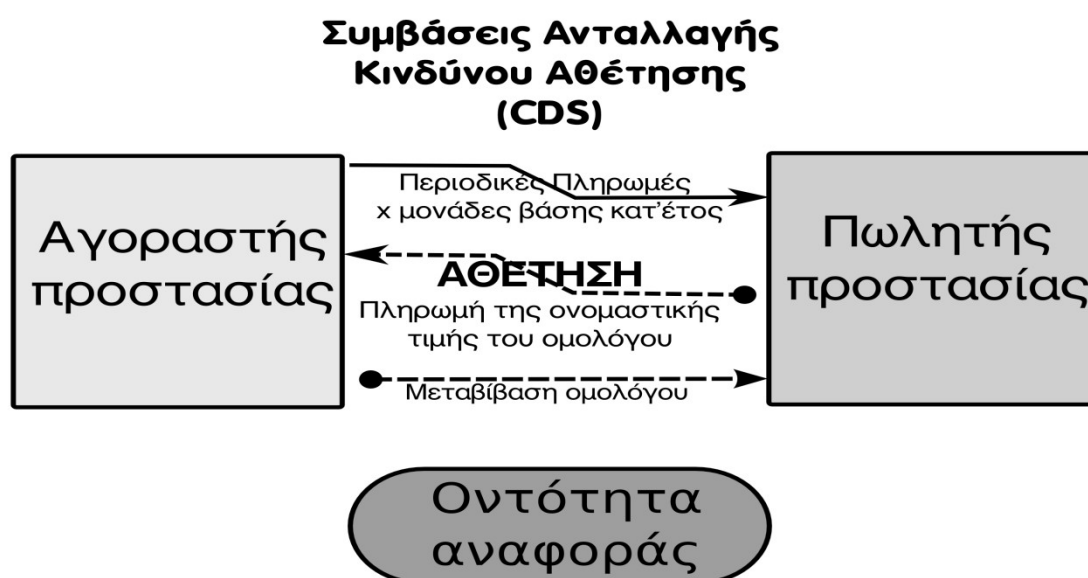 Συμβάσεις Ανταλλαγής
Κινδύνου Αθέτησης
(CDS)
Αγοραστής
προστασίας
Περιοδικές Πληρωμές
x μονάδες βάσης κατ'έτος
ΑΘΕΤΗΣΗ
Πληρωμή της ονομαστικής
τιμής του ομολόγου
Μεταβίβαση ομολόγου
Πωλητής
προστασίας
Οντότητα
αναφοράς